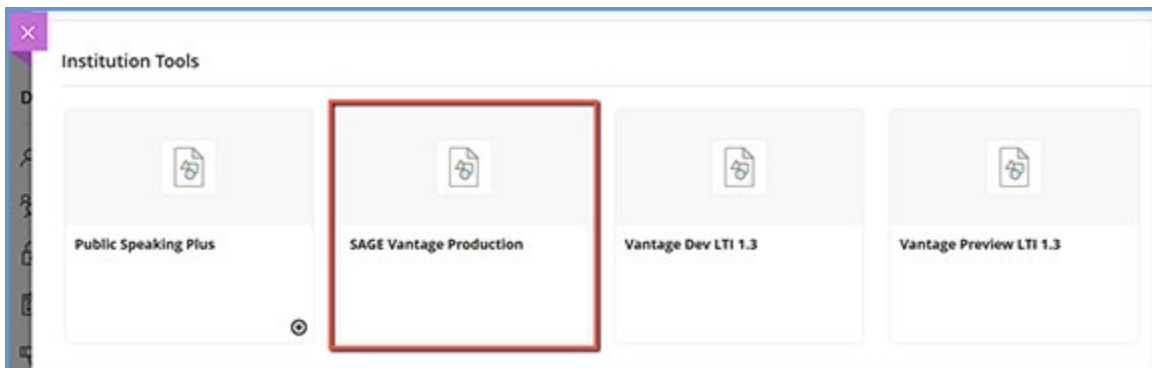 Institution Tools
D
Public Speaking Plus
SAGE Vantage Production
Vantage Dev LTI 1.3
Vantage Preview LTI 1.3